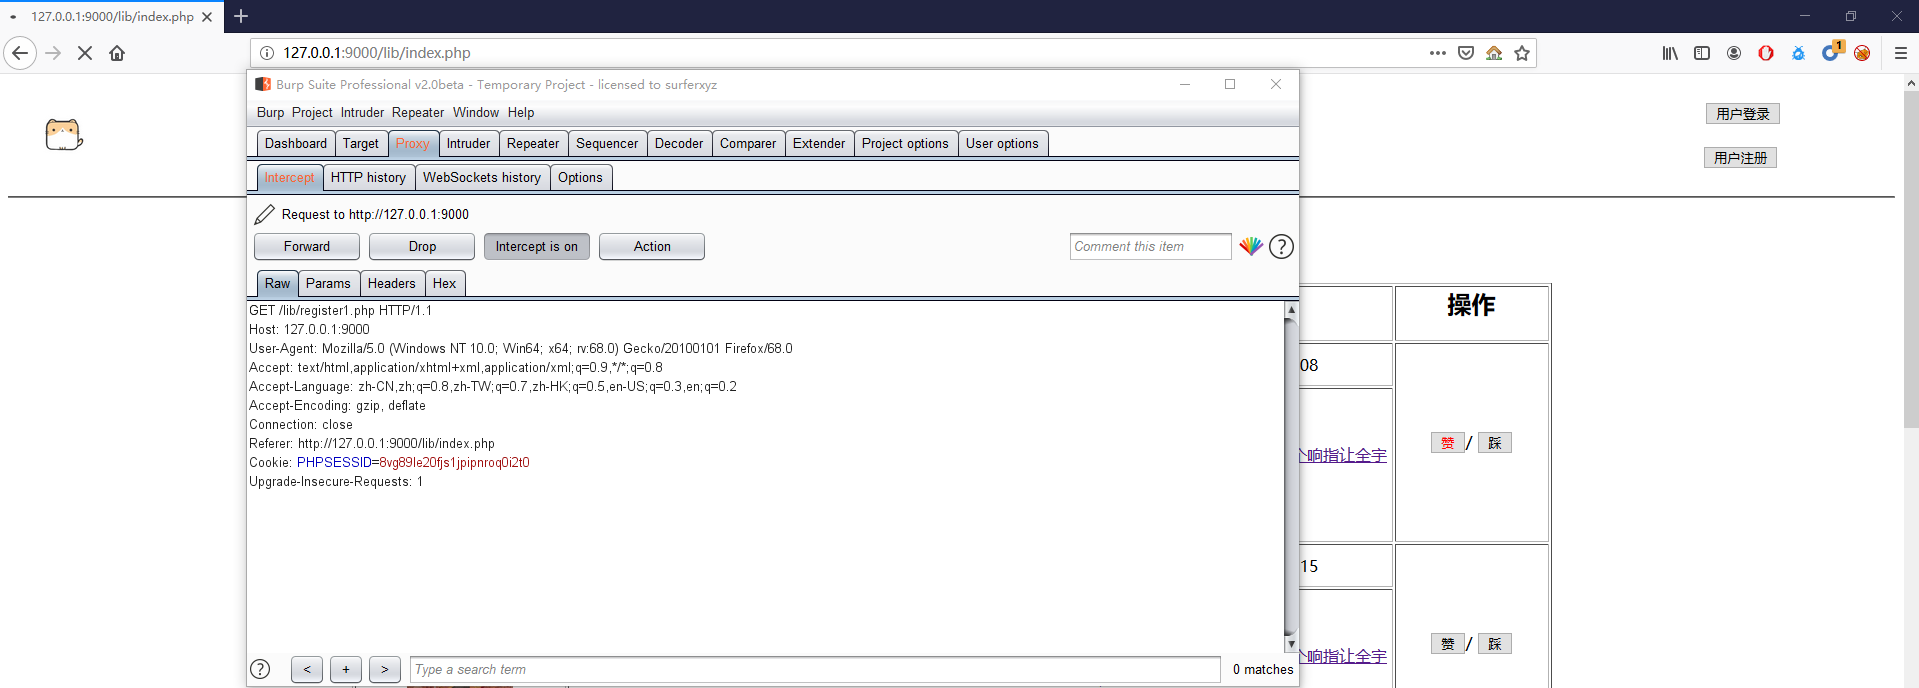 127.0.0.1:9000/lib/index.php
127.0.0.1:9000/lib/index.php
1
Burp Suite Professional v2.0beta - Temporary Project - licensed to surferxyz
Burp Project Intruder Repeater Window Help
Dashboard Target Proxy Intruder Repeater Sequencer Decoder Comparer Extender Project options User options
Intercept HTTP history WebSockets history Options
Request to http://127.0.0.1:9000
Forward Drop Intercept is on Action Comment this item
Raw Params Headers Hex
GET /lib/register1.php HTTP/1.1
Host: 127.0.0.1:9000
User-Agent: Mozilla/5.0 (Windows NT 10.0; Win64; x64; rv:68.0) Gecko/20100101 Firefox/68.0
Accept: text/html,application/xhtml+xml,application/xml;q=0.9,*/*;q=0.8
Accept-Language: zh-CN,zh;q=0.8,zh-TW;q=0.7,zh-HK;q=0.5,en-US;q=0.3,en;q=0.2
Accept-Encoding: gzip, deflate
Connection: close
Referer: http://127.0.0.1:9000/lib/index.php
Cookie: PHPSESSID=8vg89le20fjs1jpipnroq0i2t0
Upgrade-Insecure-Requests: 1
< + > Type a search term 0 matches
用户登录
用户注册
操作
08
响指让全宇
赞 / 踩
15
响指让全宇
赞 / 踩